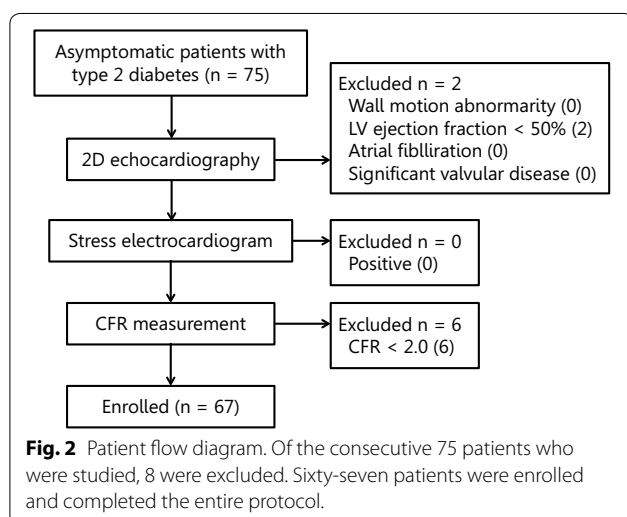 Asymptomatic patients with
type 2 diabetes (n = 75)
Excluded n = 2
Wall motion abnormarity (0)
LV ejection fraction < 50% (2)
Atrial fiblliration (0)
Significant valvular disease (0)
2D echocardiography
Stress electrocardiogram
Excluded n = 0
Positive (0)
CFR measurement
Excluded n = 6
CFR < 2.0 (6)
Enrolled (n = 67)
Fig. 2 Patient flow diagram. Of the consecutive 75 patients who
were studied, 8 were excluded. Sixty-seven patients were enrolled
and completed the entire protocol.